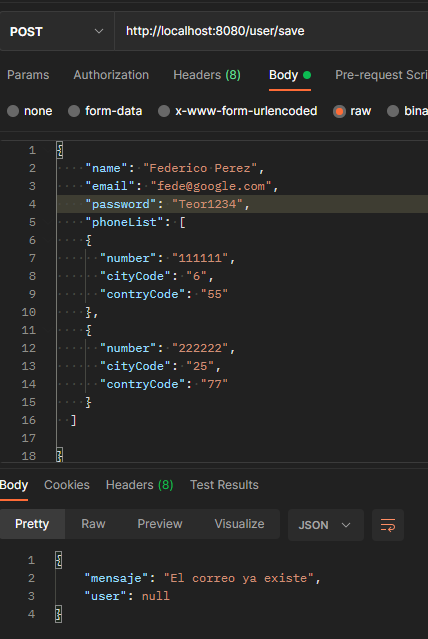 POST http://localhost:8080/user/save
Params Authorization Headers (8) Body Pre-request Scri
none form-data x-www-form-urlencoded raw bina
1 {
2 "name": "Federico Perez",
3 "email": "fede@google.com",
4 "password": "Teor1234",
5 "phoneList": [
6 {
7 "number": "111111",
8 "cityCode": "6",
9 "contryCode": "55"
10 },
11 {
12 "number": "222222",
13 "cityCode": "25",
14 "contryCode": "77"
15 }
16 ]
17
18 }
Body Cookies Headers (8) Test Results
Pretty Raw Preview Visualize JSON
1 {
2 "mensaje": "El correo ya existe",
3 "user": null
4 }